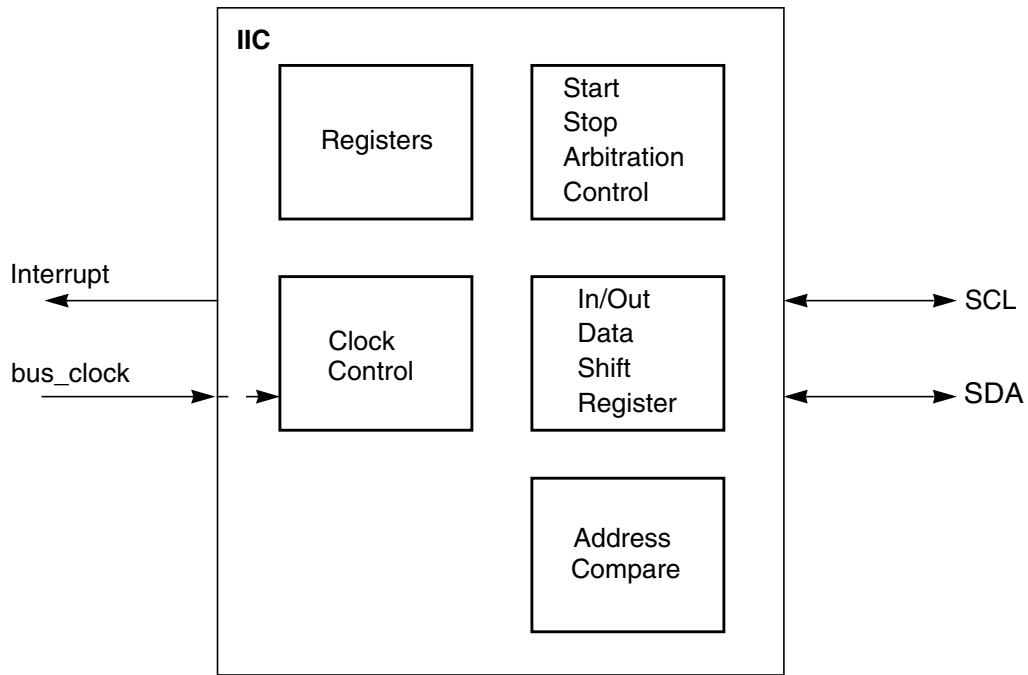 IIC
Registers
Start
Stop
Arbitration
Control
Interrupt
bus_clock
Clock
Control
In/Out
Data
Shift
Register
SCL
SDA
Address
Compare